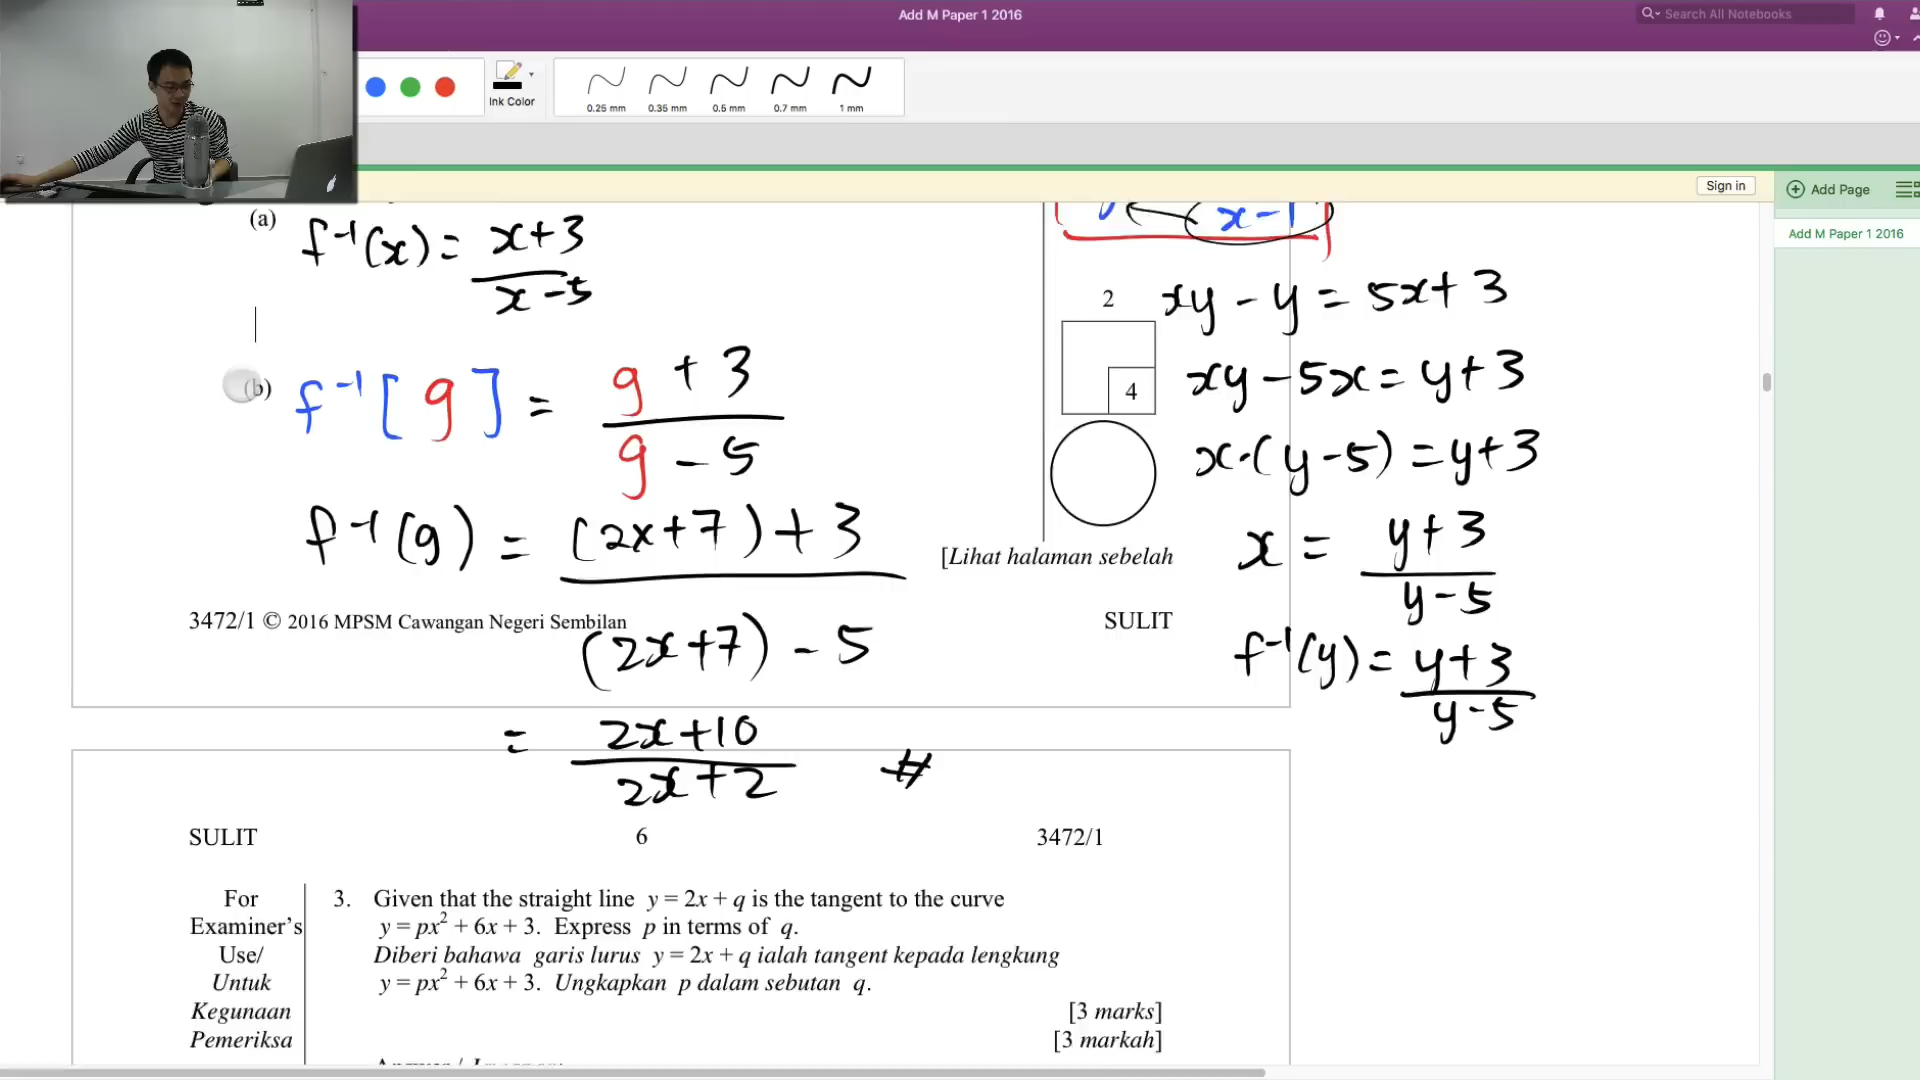 Add M Paper 1 2016
Search All Notebooks
Ink Color
0.25 mm
0.35 mm
0.5 mm
0.7 mm
1 mm
Sign in
Add Page
Add M Paper 1 2016
(a)
f⁻¹(x) = x+3
x-5
(b)
f⁻¹[g] = g + 3
g - 5
f⁻¹(g) = (2x+7)+3
(2x+7) - 5
= 2x+10
2x+2 #
x-1
2
4
xy - y = 5x+3
xy - 5x = y+3
x·(y-5) = y+3
x = y+3
y-5
f⁻¹(y) = y+3
y-5
[Lihat halaman sebelah
3472/1 © 2016 MPSM Cawangan Negeri Sembilan
SULIT
SULIT
6
3472/1
For
Examiner's
Use/
Untuk
Kegunaan
Pemeriksa
3. Given that the straight line y = 2x + q is the tangent to the curve
y = px² + 6x + 3. Express p in terms of q.
Diberi bahawa garis lurus y = 2x + q ialah tangent kepada lengkung
y = px² + 6x + 3. Ungkapkan p dalam sebutan q.
[3 marks]
[3 markah]